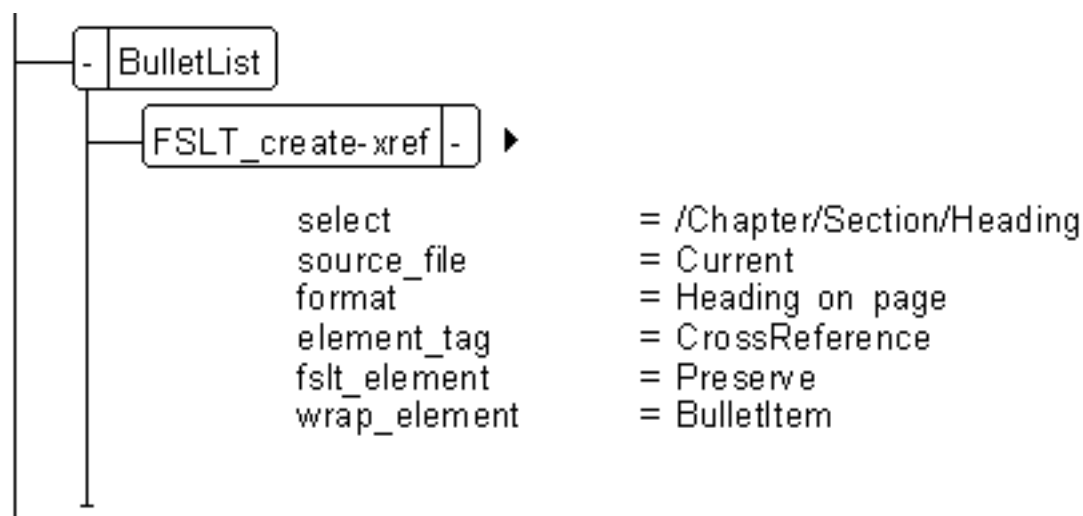 - BulletList
FSLT_create-xref -
select = /Chapter/Section/Heading
source_file = Current
format = Heading on page
element_tag = CrossReference
fslt_element = Preserve
wrap_element = BulletItem